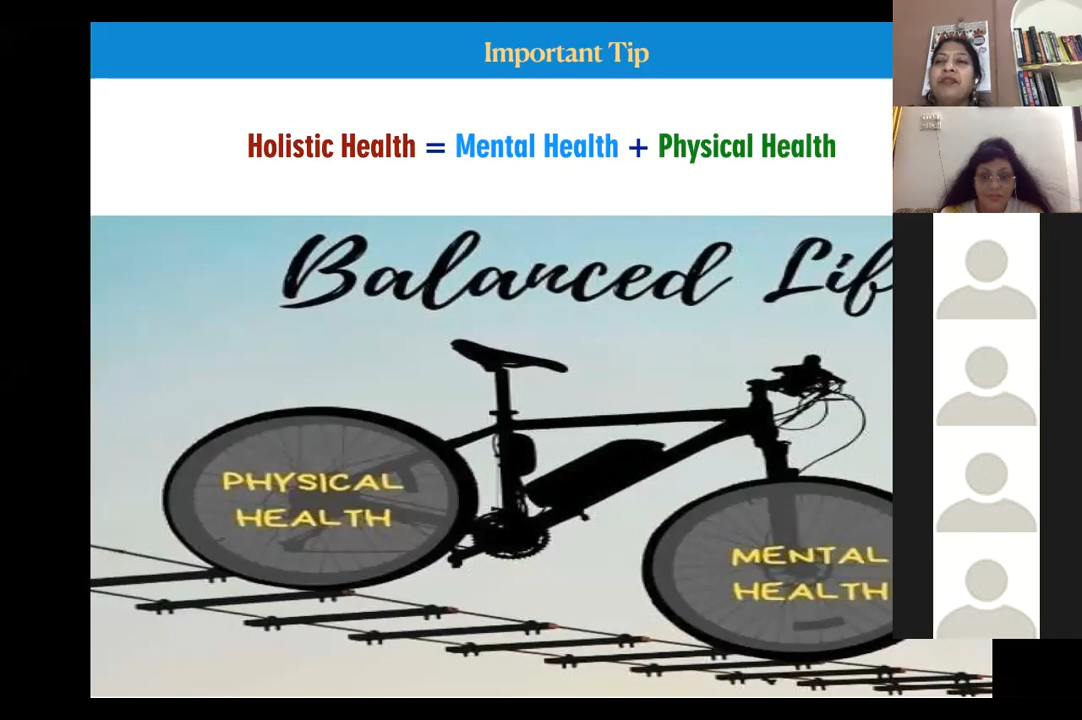 Important Tip
Holistic Health = Mental Health + Physical Health
Balanced Lif
PHYSICAL
HEALTH
MENTAL
HEALTH